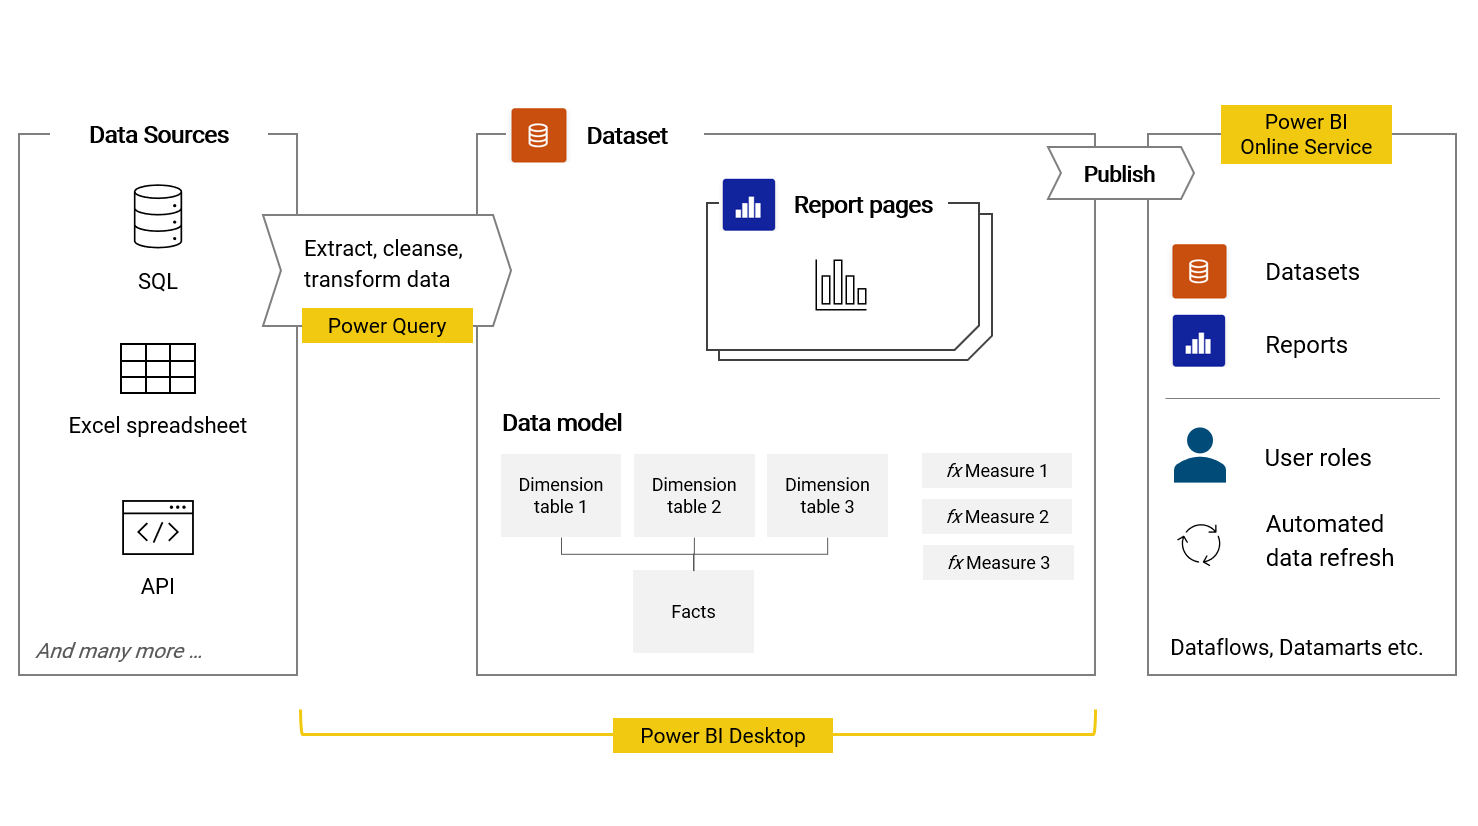 Data Sources
SQL
Excel spreadsheet
API
And many more ...
Extract, cleanse,
transform data
Power Query
Dataset
Report pages
Data model
Dimension
table 1
Dimension
table 2
Dimension
table 3
Facts
fx Measure 1
fx Measure 2
fx Measure 3
Publish
Power BI
Online Service
Datasets
Reports
User roles
Automated
data refresh
Dataflows, Datamarts etc.
Power BI Desktop